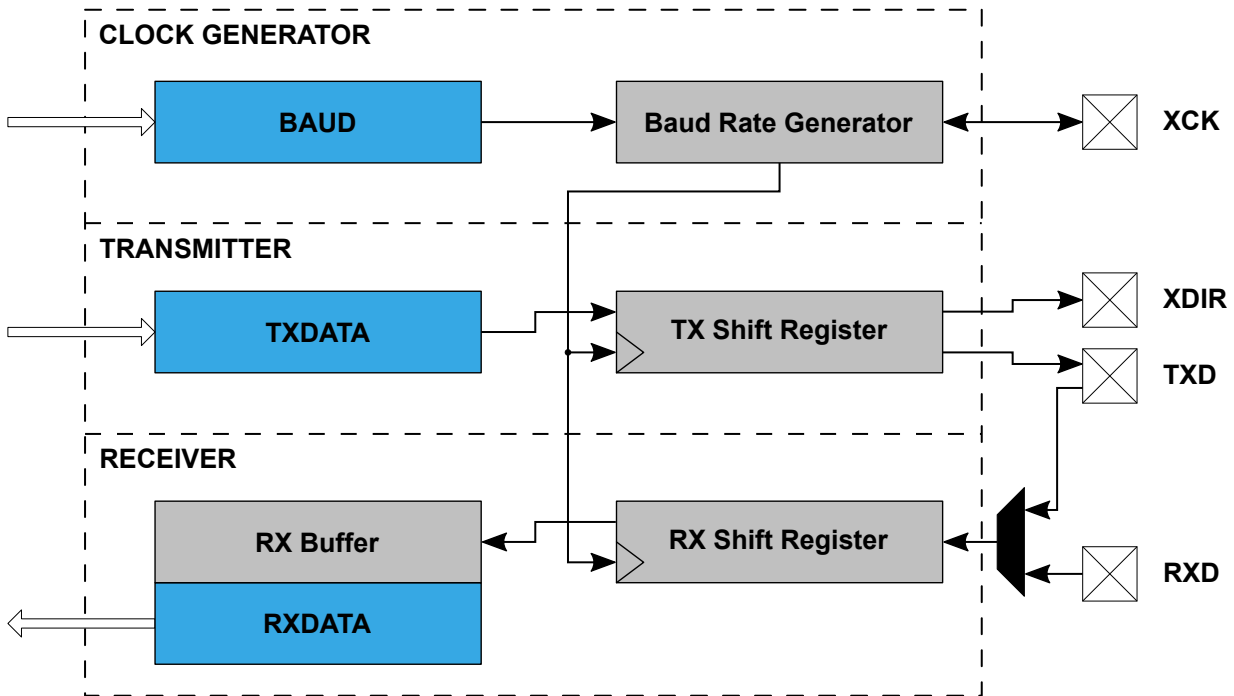 CLOCK GENERATOR
BAUD
Baud Rate Generator
XCK
TRANSMITTER
TXDATA
TX Shift Register
XDIR
TXD
RECEIVER
RX Buffer
RX Shift Register
RXD
RXDATA